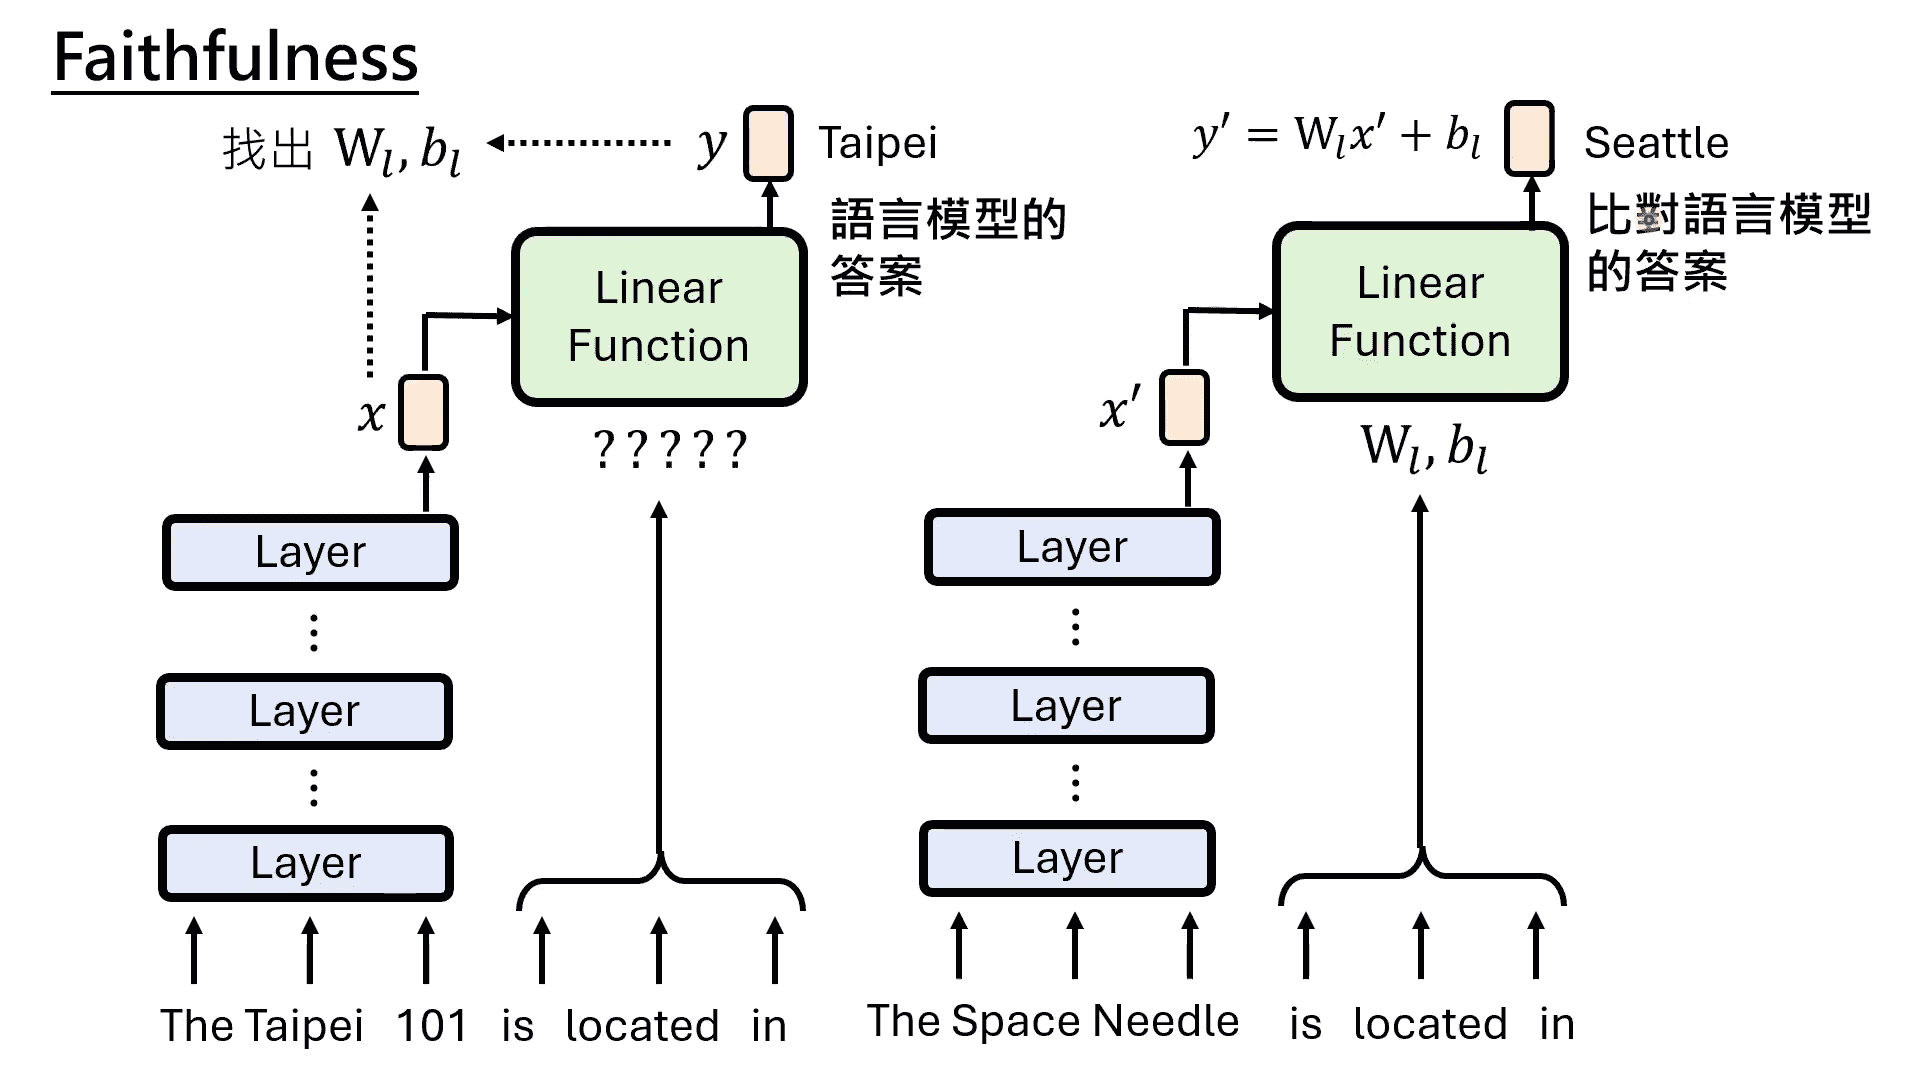 Faithfulness
找出 W_l, b_l
y
Taipei
語言模型的
答案
Linear
Function
x
?????
Layer
Layer
Layer
The Taipei 101 is located in
y′ = W_l x′ + b_l
Seattle
比對語言模型
的答案
Linear
Function
x′
W_l, b_l
Layer
Layer
Layer
The Space Needle is located in